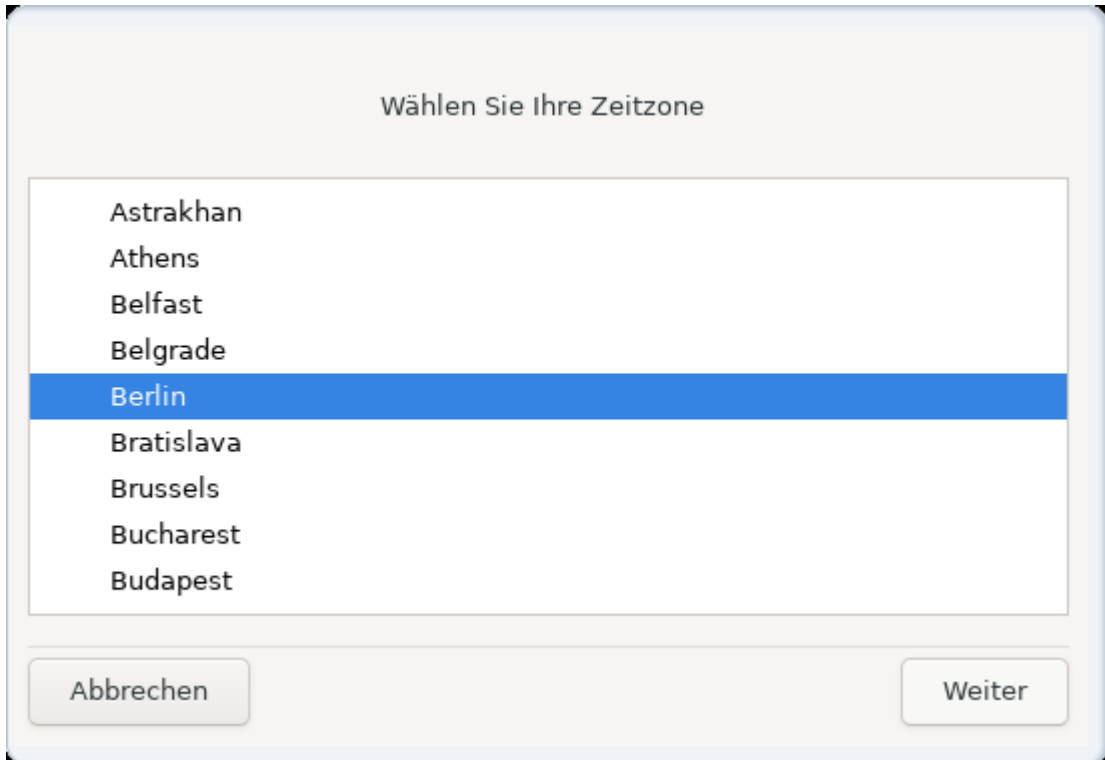 Wählen Sie Ihre Zeitzone
Astrakhan
Athens
Belfast
Belgrade
Berlin
Bratislava
Brussels
Bucharest
Budapest
Abbrechen
Weiter